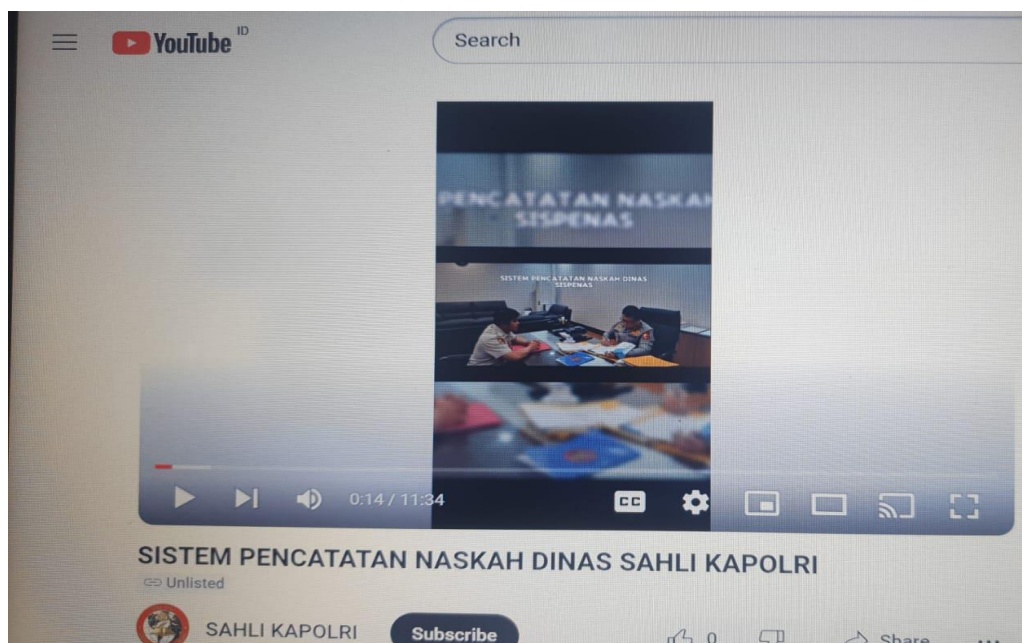 YouTube ID
Search
PENCATATAN NASKAH
SISPENAS
SISTEM PENCATATAN NASKAH DINAS
SISPENAS
0:14 / 11:34
CC
SISTEM PENCATATAN NASKAH DINAS SAHLI KAPOLRI
Unlisted
SAHLI KAPOLRI
Subscribe
0
Share